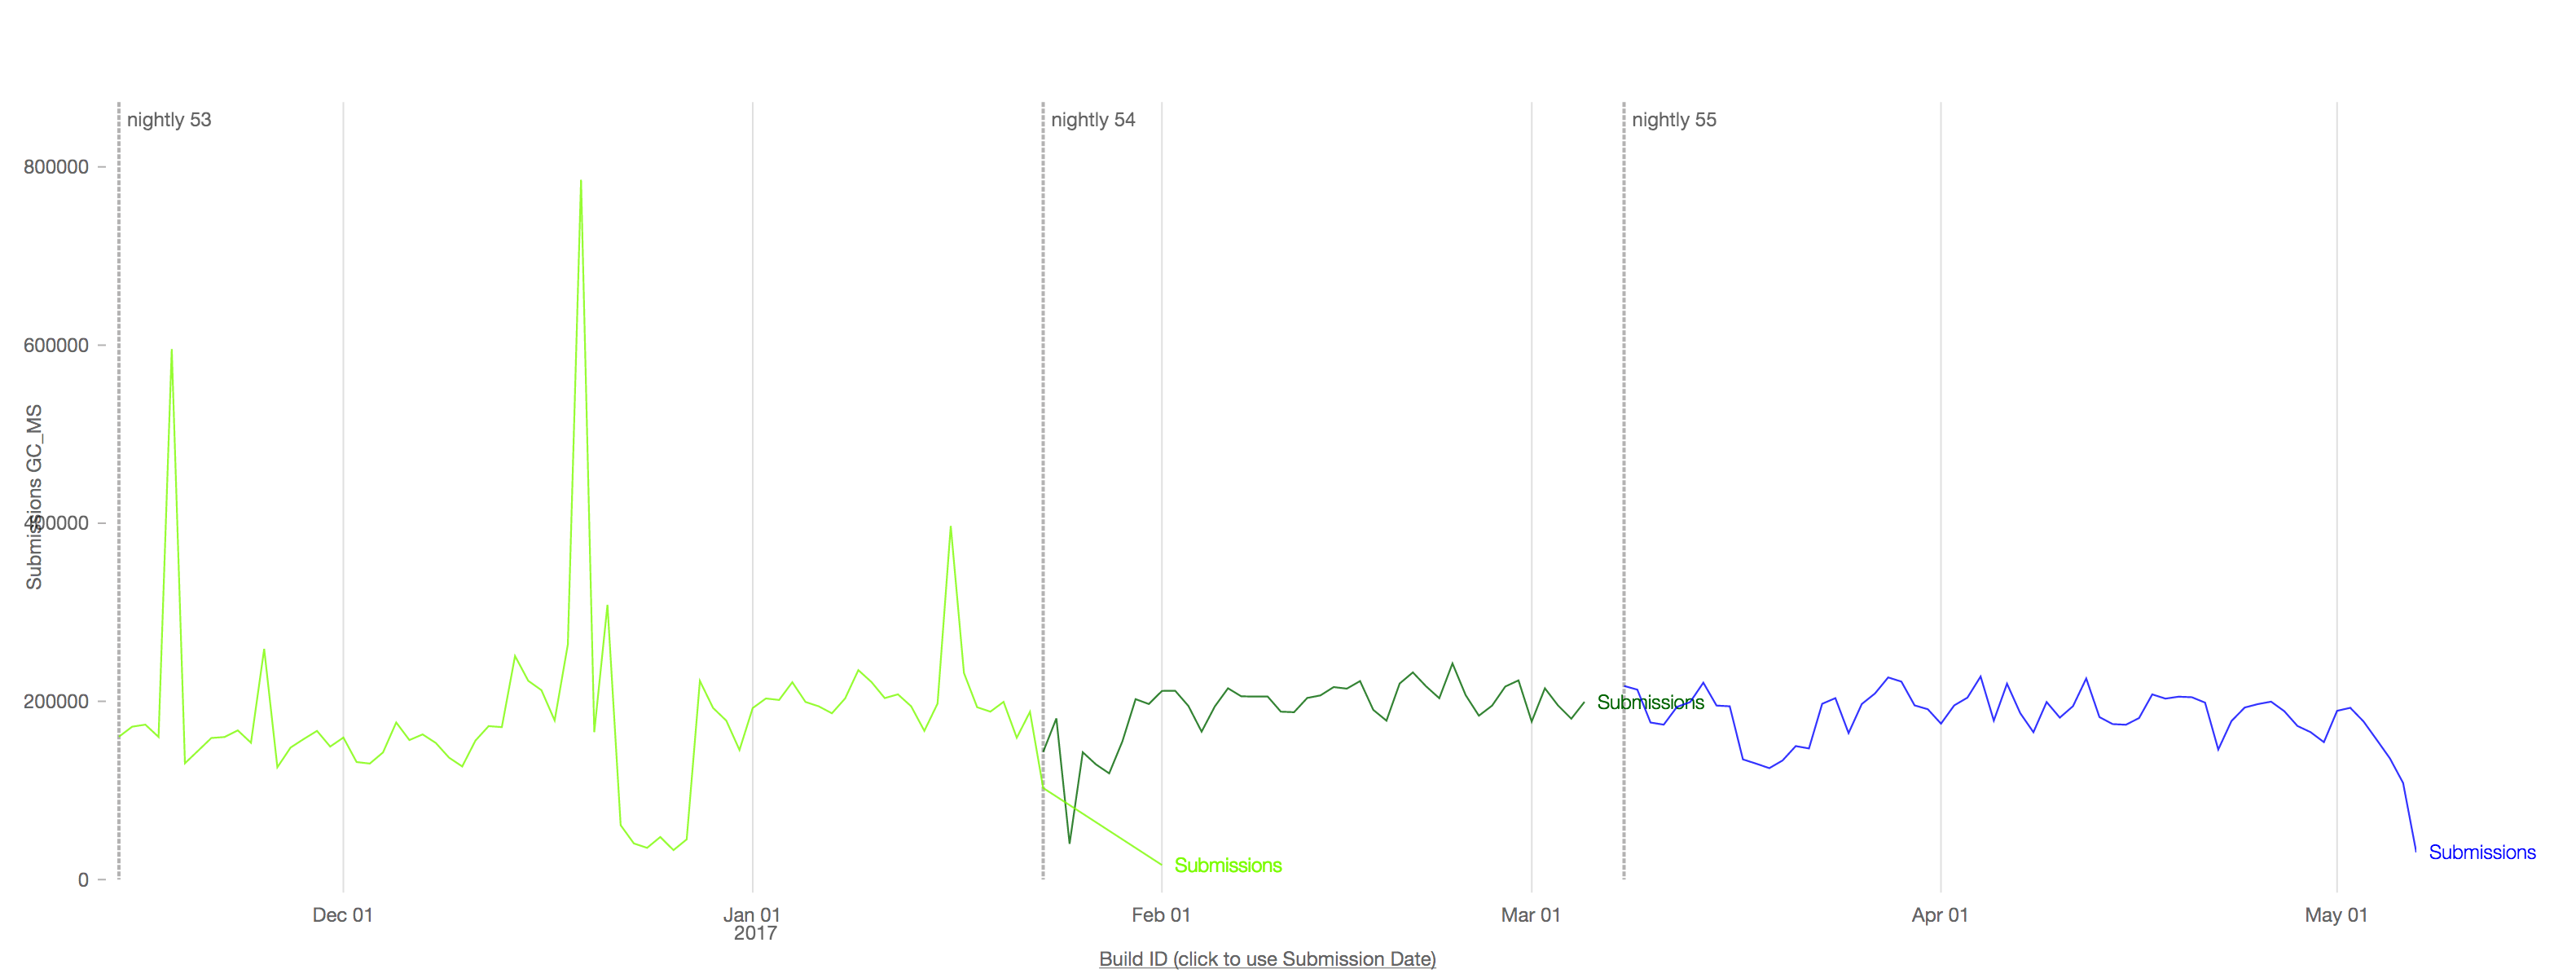 nightly 53
nightly 54
nightly 55
800000
600000
400000
200000
0
Submissions GC_MS
Submissions
Submissions
Submissions
Dec 01
Jan 01
2017
Feb 01
Mar 01
Apr 01
May 01
Build ID (click to use Submission Date)